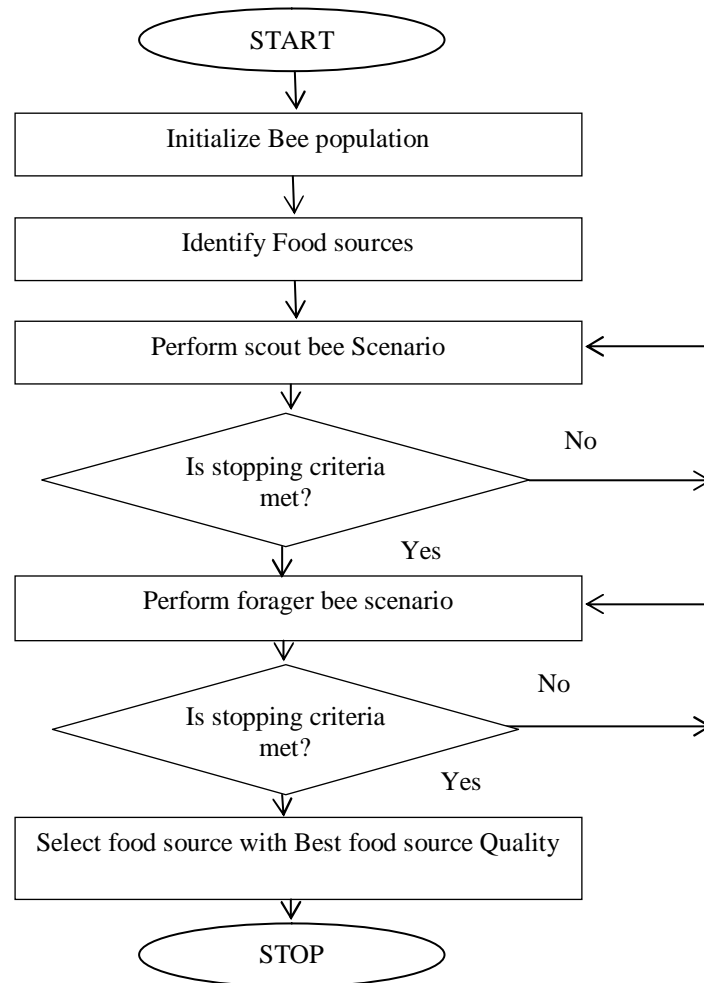 START
Initialize Bee population
Identify Food sources
Perform scout bee Scenario
No
Is stopping criteria
met?
Yes
Perform forager bee scenario
No
Is stopping criteria
met?
Yes
Select food source with Best food source Quality
STOP